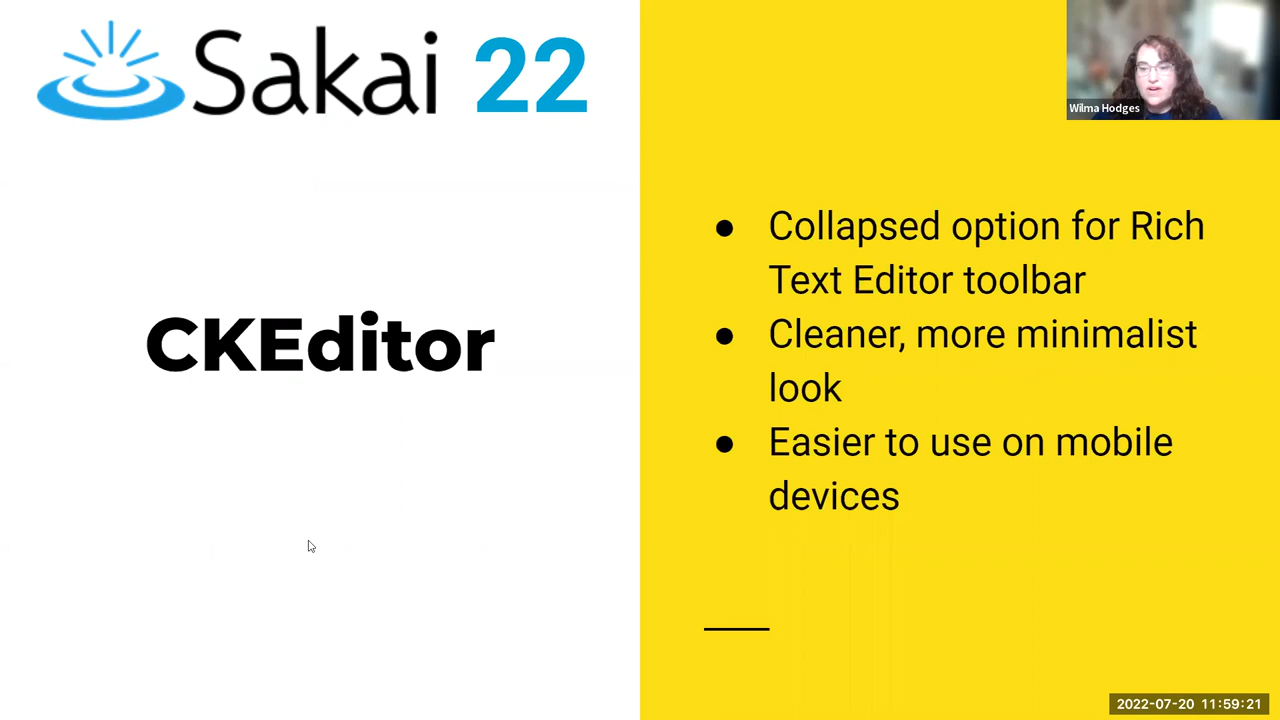 Sakai 22
Wilma Hodges
CKEditor
● Collapsed option for Rich
Text Editor toolbar
● Cleaner, more minimalist
look
● Easier to use on mobile
devices
2022-07-20 11:59:21